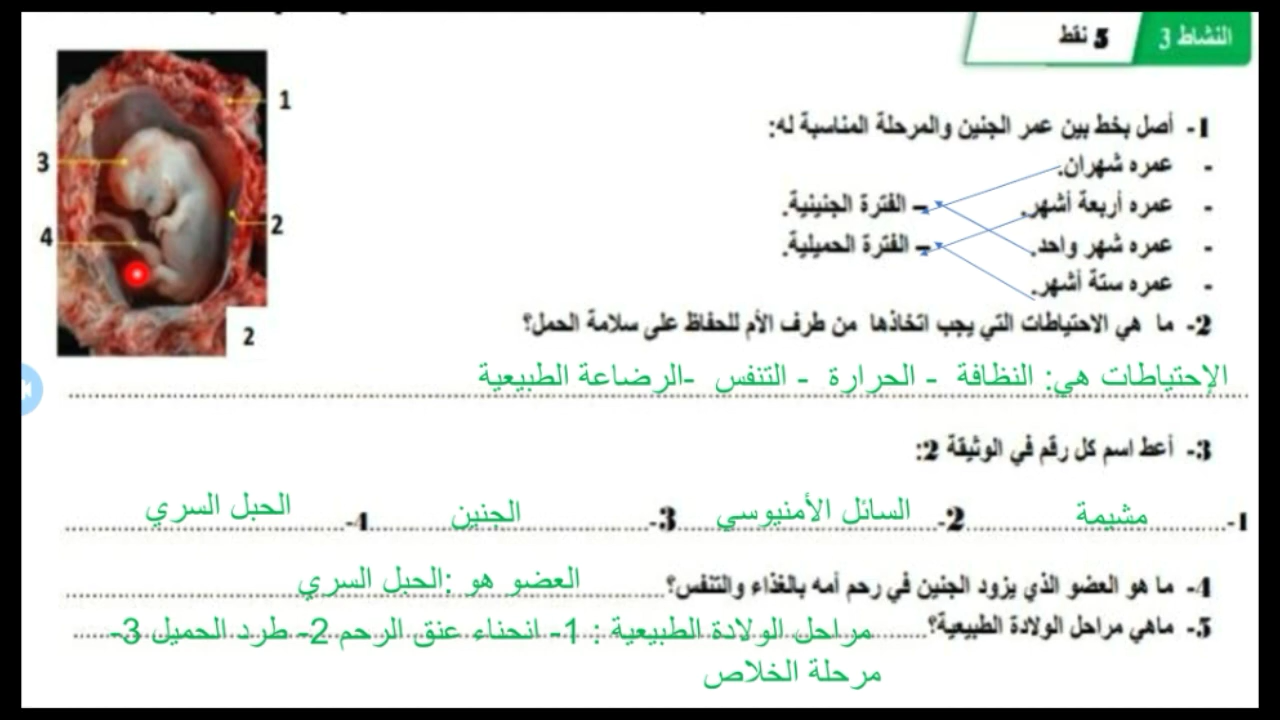 النشاط 3
5 نقط
1- أصل بخط بين عمر الجنين والمرحلة المناسبة له:
- عمره شهران.
- عمره أربعة أشهر. – الفترة الجنينية.
- عمره شهر واحد. – الفترة الحميلية.
- عمره ستة أشهر.
1
3
2
4
2
2- ما هي الاحتياطات التي يجب اتخاذها من طرف الأم للحفاظ على سلامة الحمل؟
الإحتياطات هي: النظافة - الحرارة - التنفس -الرضاعة الطبيعية
3- أعط اسم كل رقم في الوثيقة 2:
1- مشيمة 2- السائل الأمنيوسي 3- الجنين 4- الحبل السري
4- ما هو العضو الذي يزود الجنين في رحم أمه بالغذاء والتنفس؟ العضو هو :الحبل السري
5- ماهي مراحل الولادة الطبيعية؟ مراحل الولادة الطبيعية : 1- انحناء عنق الرحم 2- طرد الحميل 3-
مرحلة الخلاص